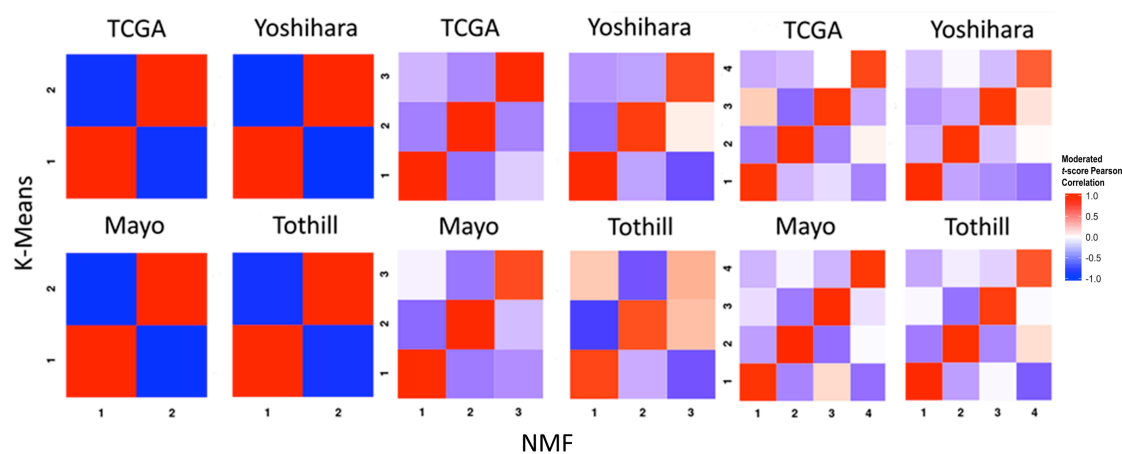 TCGA Yoshihara TCGA Yoshihara TCGA Yoshihara
2
1
3
2
1
4
3
2
1
Moderated
t-score Pearson
Correlation
1.0
0.5
0.0
-0.5
-1.0
K-Means
Mayo Tothill Mayo Tothill Mayo Tothill
2
1
3
2
1
4
3
2
1
1 2 1 2 1 2 3 1 2 3 1 2 3 4 1 2 3 4
NMF